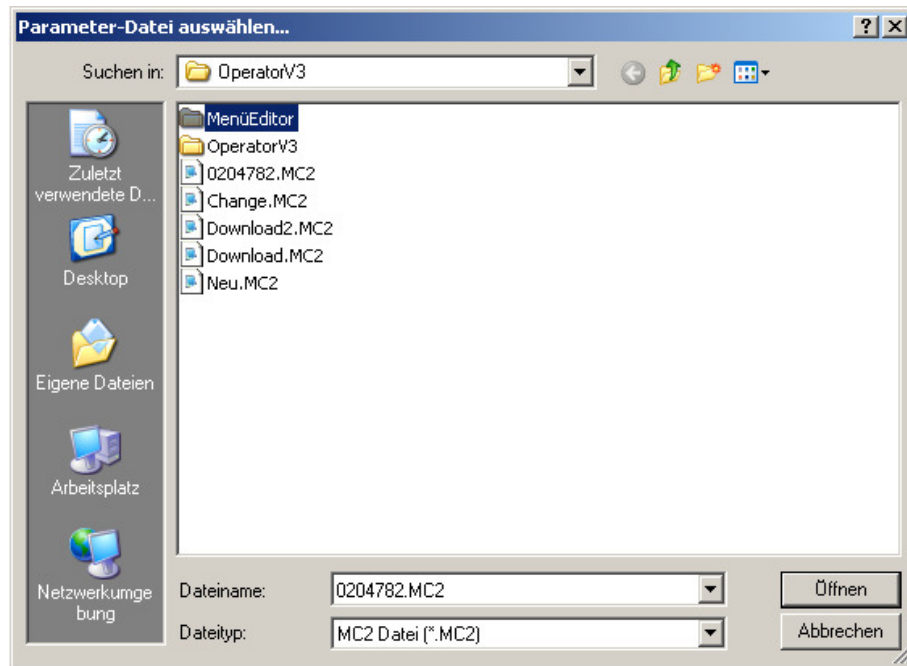 Parameter-Datei auswählen...
Suchen in: OperatorV3
MenüEditor
OperatorV3
0204782.MC2
Change.MC2
Download2.MC2
Download.MC2
Neu.MC2
Zuletzt
verwendete D...
Desktop
Eigene Dateien
Arbeitsplatz
Netzwerkumge
bung
Dateiname: 0204782.MC2 Öffnen
Dateityp: MC2 Datei (*.MC2) Abbrechen